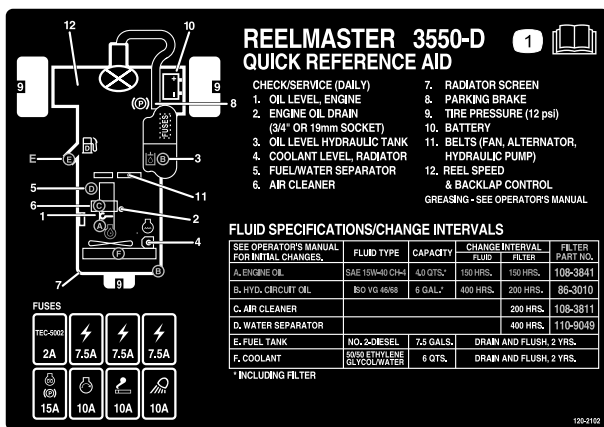 REELMASTER 3550-D
QUICK REFERENCE AID
1
CHECK/SERVICE (DAILY)
1. OIL LEVEL, ENGINE
2. ENGINE OIL DRAIN
(3/4" OR 19mm SOCKET)
3. OIL LEVEL HYDRAULIC TANK
4. COOLANT LEVEL, RADIATOR
5. FUEL/WATER SEPARATOR
6. AIR CLEANER
7. RADIATOR SCREEN
8. PARKING BRAKE
9. TIRE PRESSURE (12 psi)
10. BATTERY
11. BELTS (FAN, ALTERNATOR,
HYDRAULIC PUMP)
12. REEL SPEED
& BACKLAP CONTROL
GREASING - SEE OPERATOR'S MANUAL
12
10
9
9
(P)
8
FUSES
D
E
E
B
3
5
D
11
6
C
1
2
A
4
F
7
9
B
FLUID SPECIFICATIONS/CHANGE INTERVALS
SEE OPERATOR'S MANUAL FOR INITIAL CHANGES. FLUID TYPE CAPACITY CHANGE INTERVAL FLUID FILTER FILTER PART NO.
A. ENGINE OIL SAE 15W-40 CH-4 4.0 QTS.* 150 HRS. 150 HRS. 108-3841
B. HYD. CIRCUIT OIL ISO VG 46/68 6 GAL.* 400 HRS. 200 HRS. 86-3010
C. AIR CLEANER 200 HRS. 108-3811
D. WATER SEPARATOR 400 HRS. 110-9049
E. FUEL TANK NO. 2-DIESEL 7.5 GALS. DRAIN AND FLUSH, 2 YRS.
F. COOLANT 50/50 ETHYLENE GLYCOL/WATER 6 QTS. DRAIN AND FLUSH, 2 YRS.
* INCLUDING FILTER
FUSES
TEC-5002
2A 7.5A 7.5A 7.5A
(P)
15A 10A 10A 10A
120-2102